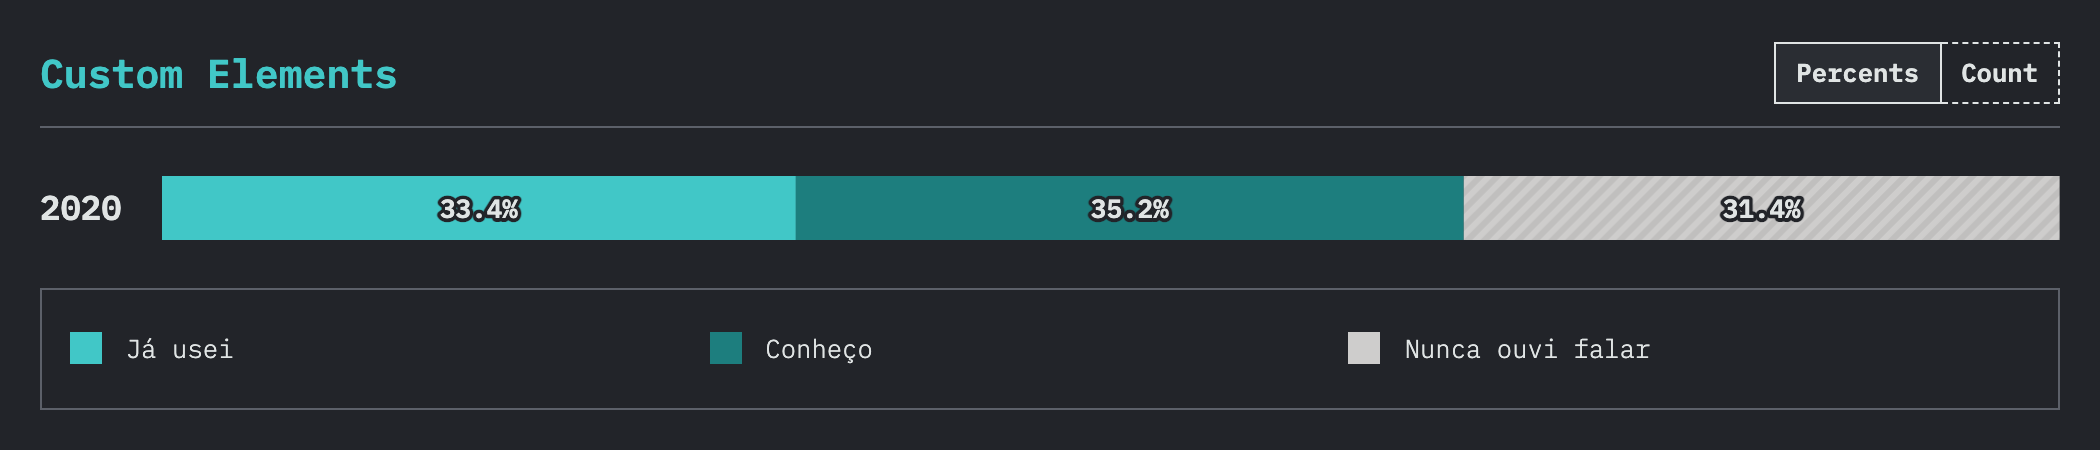 Custom Elements
Percents Count
2020 33.4% 35.2% 31.4%
Já usei Conheço Nunca ouvi falar